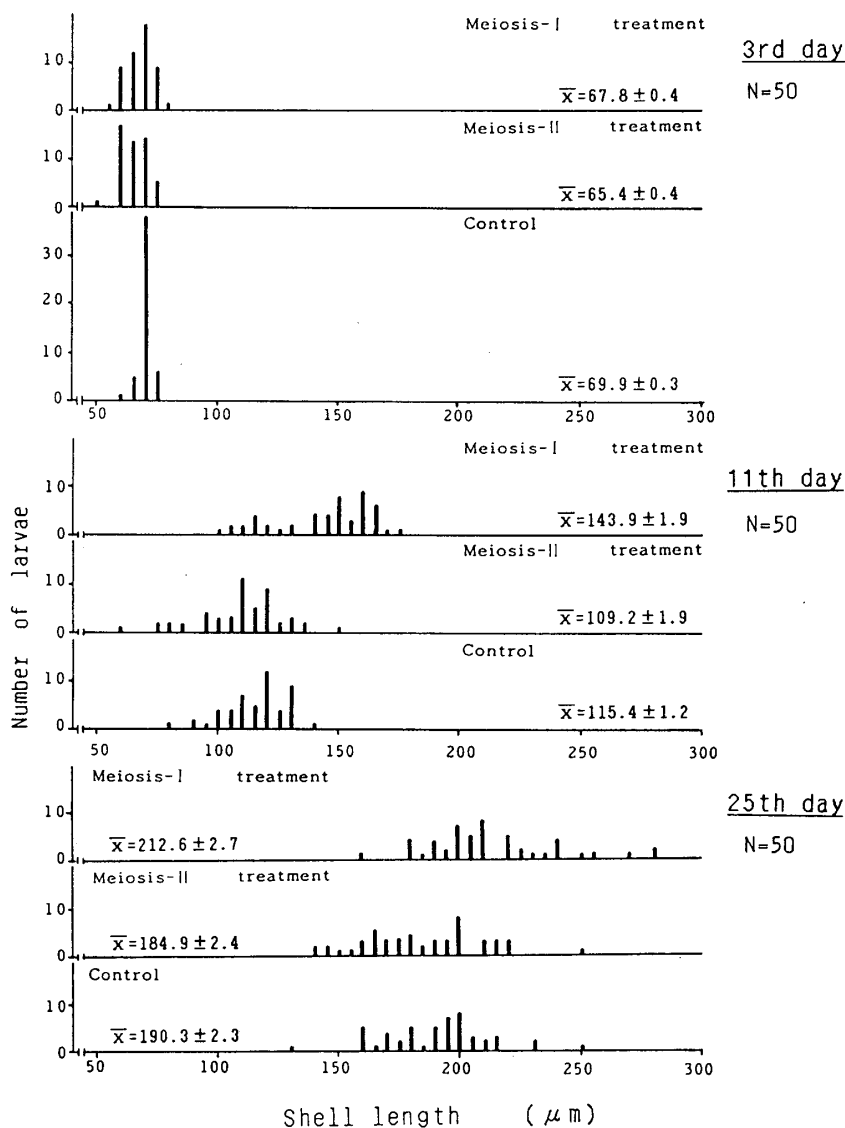 Meiosis-I treatment
3rd day
10
N=50
0
x̄=67.8±0.4
Meiosis-II treatment
10
0
x̄=65.4±0.4
Control
30
20
10
0
x̄=69.9±0.3
50 100 150 200 250 300
Meiosis-I treatment
11th day
10
N=50
0
x̄=143.9±1.9
Meiosis-II treatment
10
0
x̄=109.2±1.9
Control
10
0
x̄=115.4±1.2
50 100 150 200 250 300
Number of larvae
Meiosis-I treatment
25th day
10
x̄=212.6±2.7
N=50
0
Meiosis-II treatment
10
x̄=184.9±2.4
0
Control
10
x̄=190.3±2.3
0
50 100 150 200 250 300
Shell length (μm)